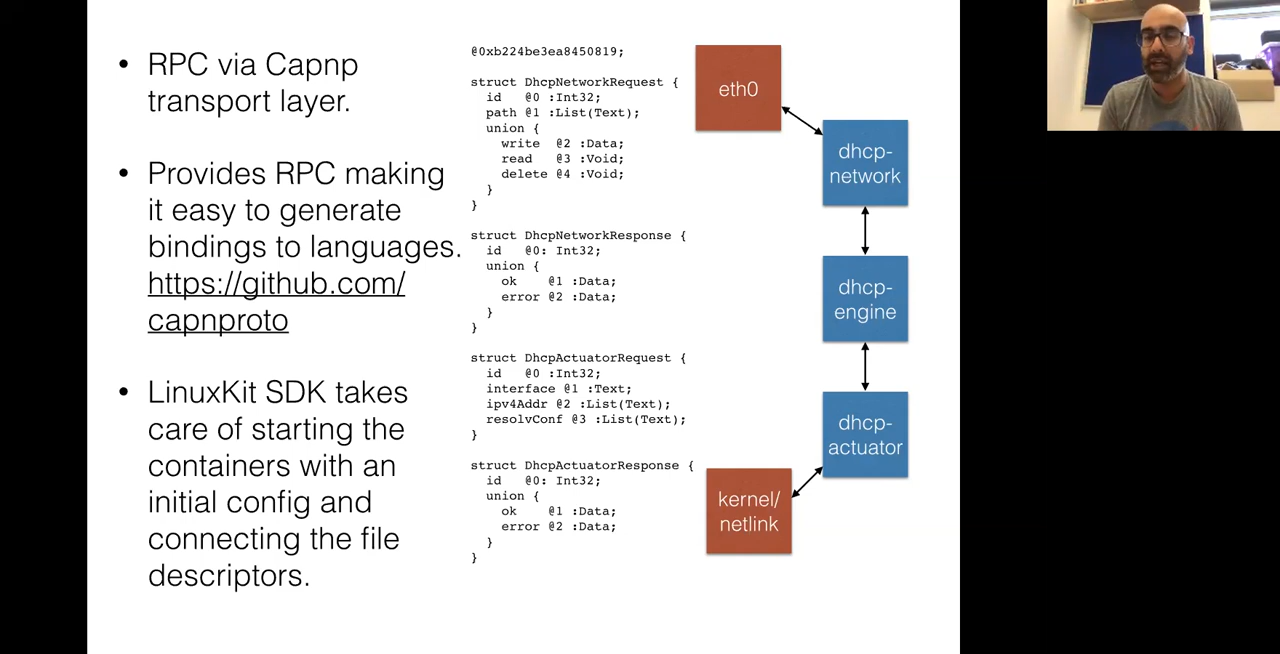 • RPC via Capnp
transport layer.
• Provides RPC making
it easy to generate
bindings to languages.
https://github.com/
capnproto
• LinuxKit SDK takes
care of starting the
containers with an
initial config and
connecting the file
descriptors.
@0xb224be3ea8450819;
struct DhcpNetworkRequest {
id @0 :Int32;
path @1 :List(Text);
union {
write @2 :Data;
read @3 :Void;
delete @4 :Void;
}
}
struct DhcpNetworkResponse {
id @0: Int32;
union {
ok @1 :Data;
error @2 :Data;
}
}
struct DhcpActuatorRequest {
id @0 :Int32;
interface @1 :Text;
ipv4Addr @2 :List(Text);
resolvConf @3 :List(Text);
}
struct DhcpActuatorResponse {
id @0: Int32;
union {
ok @1 :Data;
error @2 :Data;
}
}
eth0
dhcp-
network
dhcp-
engine
dhcp-
actuator
kernel/
netlink